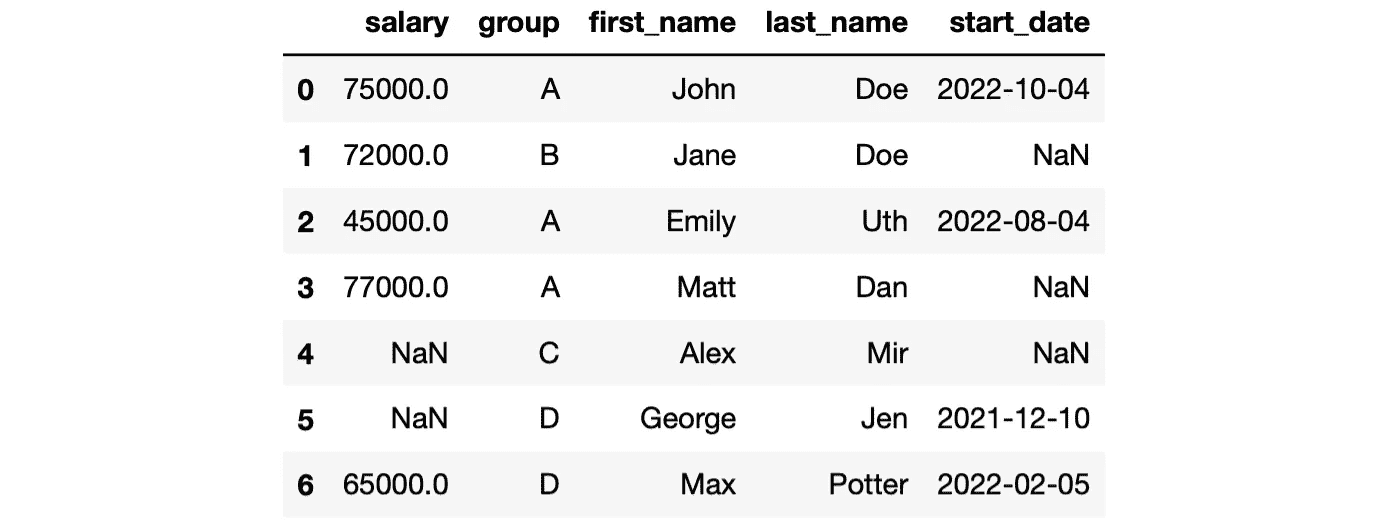 salary group first_name last_name start_date
0 75000.0 A John Doe 2022-10-04
1 72000.0 B Jane Doe NaN
2 45000.0 A Emily Uth 2022-08-04
3 77000.0 A Matt Dan NaN
4 NaN C Alex Mir NaN
5 NaN D George Jen 2021-12-10
6 65000.0 D Max Potter 2022-02-05